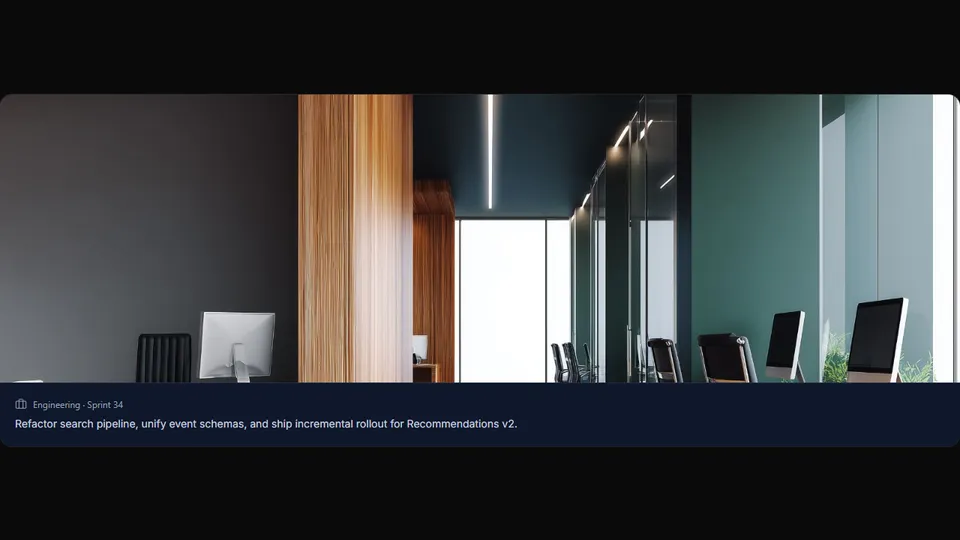 Engineering · Sprint 34
Refactor search pipeline, unify event schemas, and ship incremental rollout for Recommendations v2.